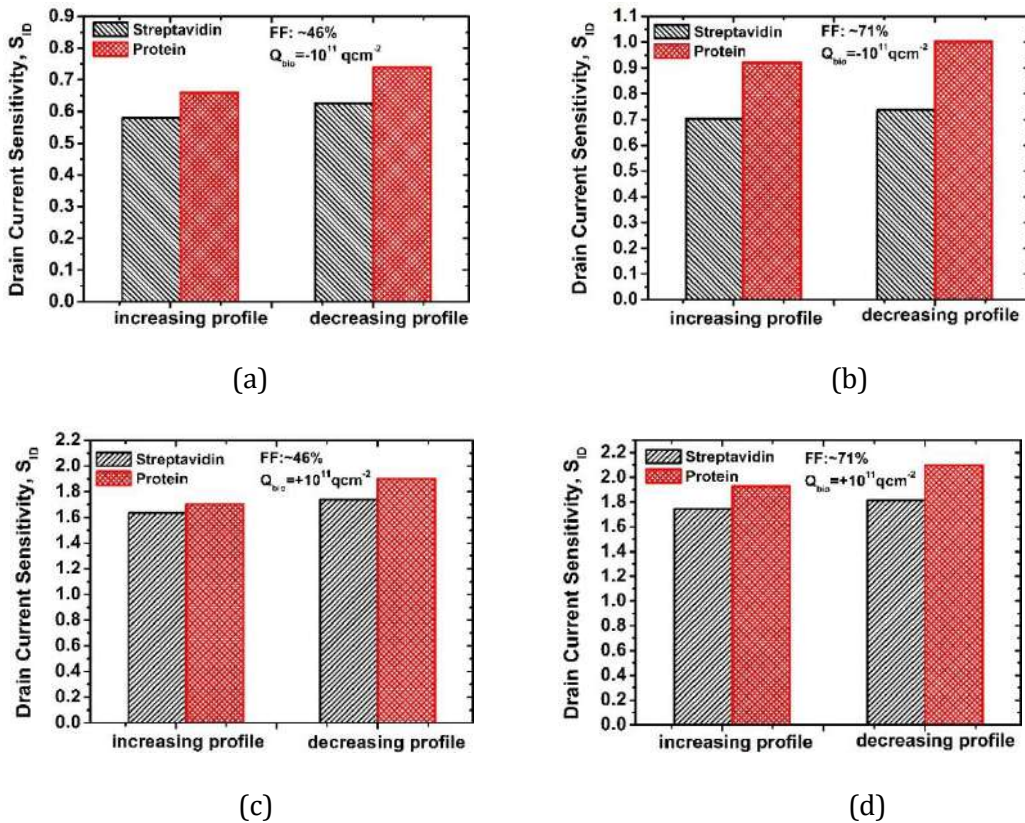 Drain Current Sensitivity, S_ID
0.9
0.8
0.7
0.6
0.5
0.4
0.3
0.2
0.1
0.0
Streptavidin
Protein
FF: ~46%
Q_bio=-10^11 qcm^-2
increasing profile
decreasing profile
(a)
Drain Current Sensitivity, S_ID
1.1
1.0
0.9
0.8
0.7
0.6
0.5
0.4
0.3
0.2
0.1
0.0
Streptavidin
Protein
FF: ~71%
Q_bio=-10^11 qcm^-2
increasing profile
decreasing profile
(b)
Drain Current Sensitivity, S_ID
2.2
2.0
1.8
1.6
1.4
1.2
1.0
0.8
0.6
0.4
0.2
0.0
Streptavidin
Protein
FF:~46%
Q_bio=+10^11 qcm^-2
increasing profile
decreasing profile
(c)
Drain Current Sensitivity, S_ID
2.2
2.0
1.8
1.6
1.4
1.2
1.0
0.8
0.6
0.4
0.2
0.0
Streptavidin
Protein
FF:~71%
Q_bio=+10^11 qcm^-2
increasing profile
decreasing profile
(d)